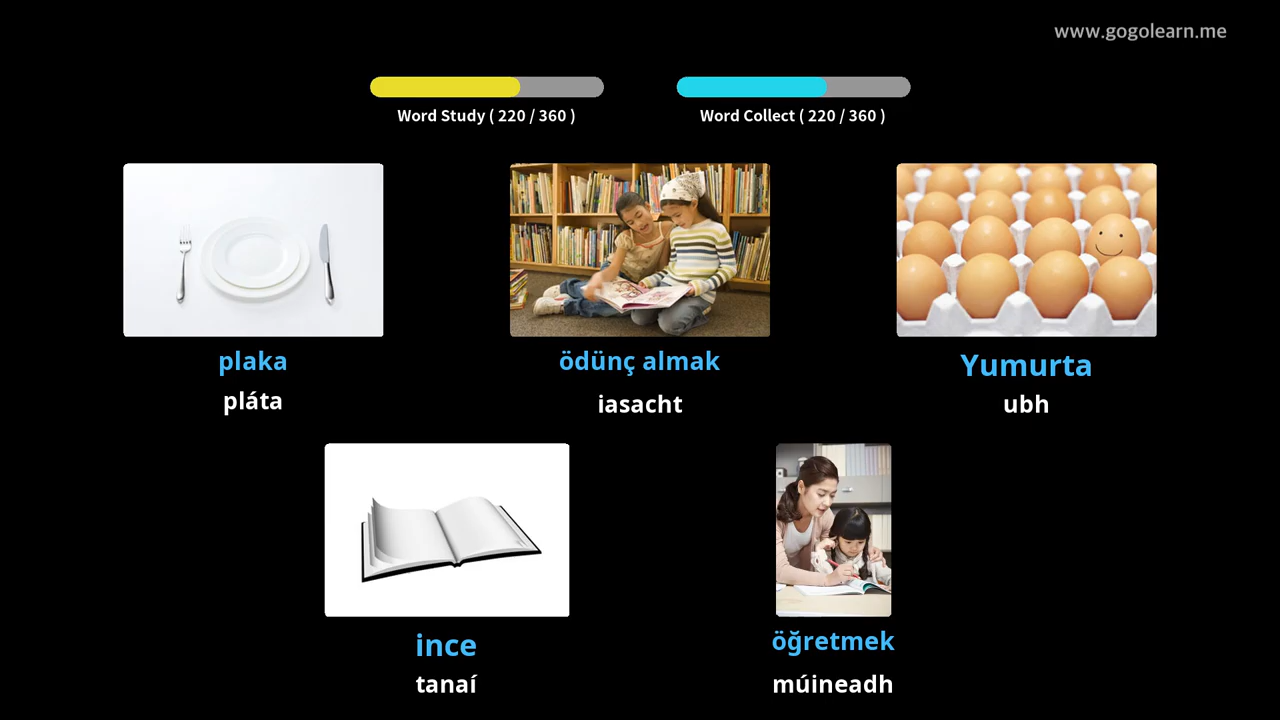 www.gogolearn.me
Word Study ( 220 / 360 )
Word Collect ( 220 / 360 )
plaka
pláta
ödünç almak
iasacht
Yumurta
ubh
ince
tanaí
öğretmek
múineadh